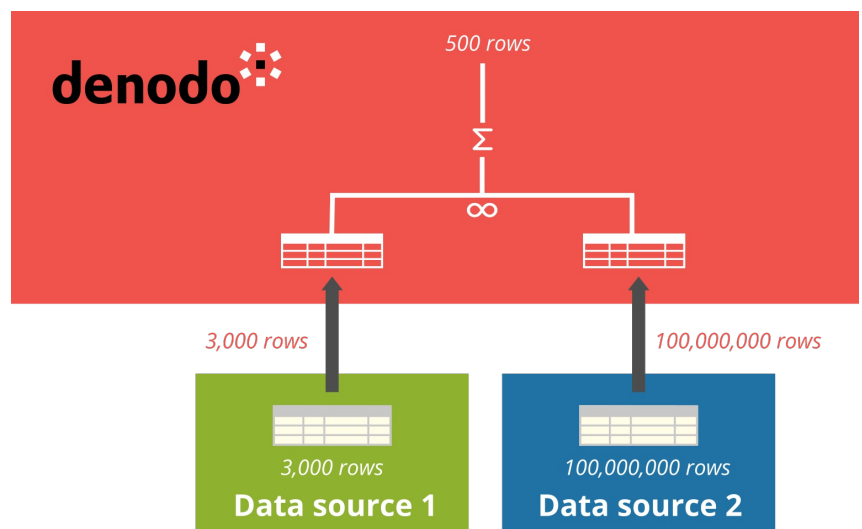 500 rows
denodo
Σ
∞
3,000 rows
100,000,000 rows
3,000 rows
100,000,000 rows
Data source 1
Data source 2